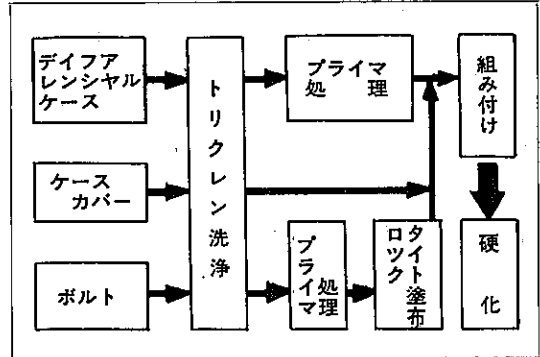 デイフア
レンシヤル
ケース
ケース
カバー
ボルト
トリクレン洗浄
プライマ
処理
プライマ
処理
ロック
タイト塗布
組み付け
硬化